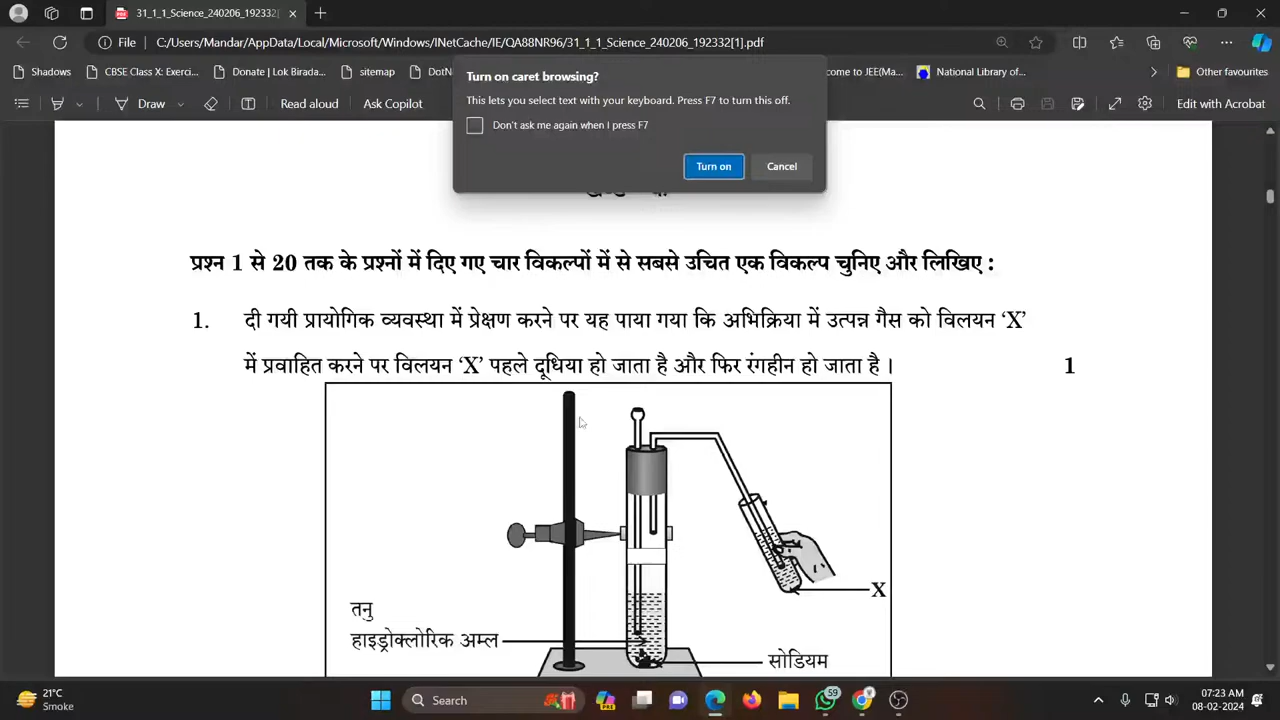 31_1_1_Science_240206_192332[
File
C:/Users/Mandar/AppData/Local/Microsoft/Windows/INetCache/IE/QA88NR96/31_1_1_Science_240206_192332[1].pdf
Shadows
CBSE Class X: Exerci...
Donate | Lok Birada...
sitemap
DotN
come to JEE(Ma...
National Library of...
Other favourites
Draw
Read aloud
Ask Copilot
Edit with Acrobat
Turn on caret browsing?
This lets you select text with your keyboard. Press F7 to turn this off.
Don't ask me again when I press F7
Turn on
Cancel
प्रश्न 1 से 20 तक के प्रश्नों में दिए गए चार विकल्पों में से सबसे उचित एक विकल्प चुनिए और लिखिए :
1. दी गयी प्रायोगिक व्यवस्था में प्रेक्षण करने पर यह पाया गया कि अभिक्रिया में उत्पन्न गैस को विलयन ‘X’
में प्रवाहित करने पर विलयन ‘X’ पहले दूधिया हो जाता है और फिर रंगहीन हो जाता है । 1
X
तनु
हाइड्रोक्लोरिक अम्ल
सोडियम
21°C
Smoke
Search
PRE
59
07:23 AM
08-02-2024